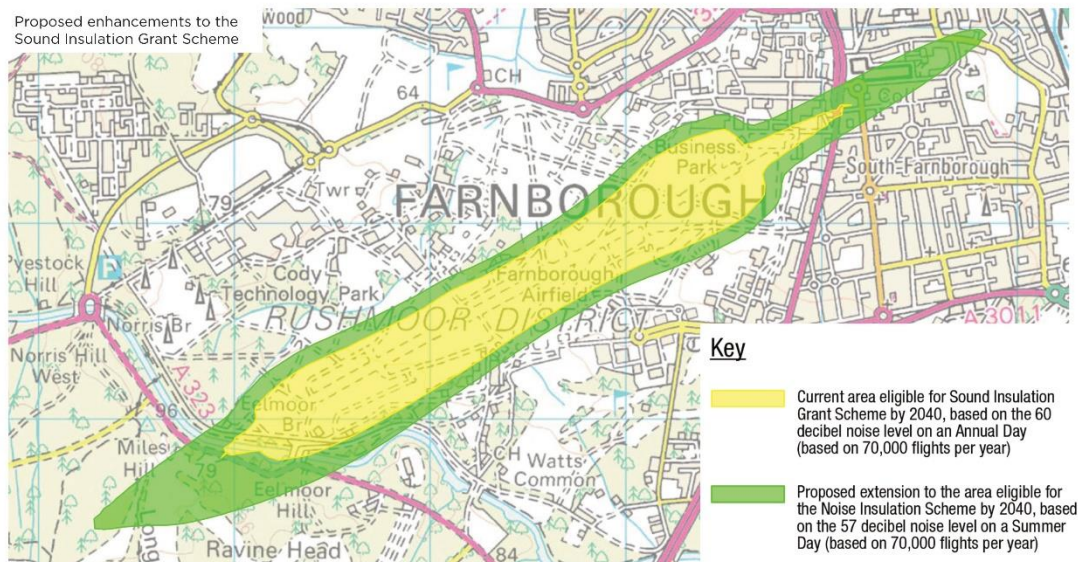 Proposed enhancements to the
Sound Insulation Grant Scheme
WOOD
CH
64
Business
Park
Col
South Farnborough
Twr
79
FARNBOROUGH
Pyestock
Hill
Cody
Technology Park
Farnborough
Airfield
RUSHMOOR DISTRICT
Norris Br
A 3011
Norris Hill
West
A 323
Eelmoor
Br
96
Miles
Hill
79
CH
Watts
Common
Eelmoor
Hill
Long
Ravine Head
84
Key
Current area eligible for Sound Insulation
Grant Scheme by 2040, based on the 60
decibel noise level on an Annual Day
(based on 70,000 flights per year)
Proposed extension to the area eligible for
the Noise Insulation Scheme by 2040, based
on the 57 decibel noise level on a Summer
Day (based on 70,000 flights per year)